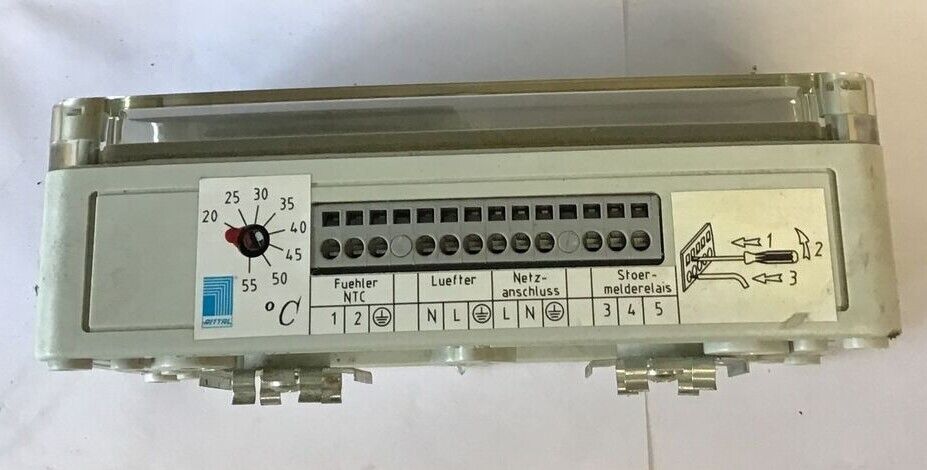 25 30
20 35
40
45
55 50
RITTAL
°C
Fuehler
NTC
Luefter
Netz-
anschluss
Stoer-
melderelais
1 2 N L L N 3 4 5
1
2
3